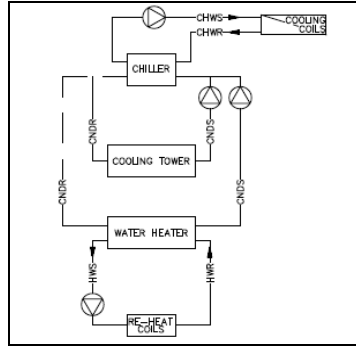 CHWS
CHWR
COOLING
COILS
CHILLER
CNDR
CNDS
COOLING TOWER
CNDR
CNDS
WATER HEATER
HWS
HWR
RE-HEAT
COILS